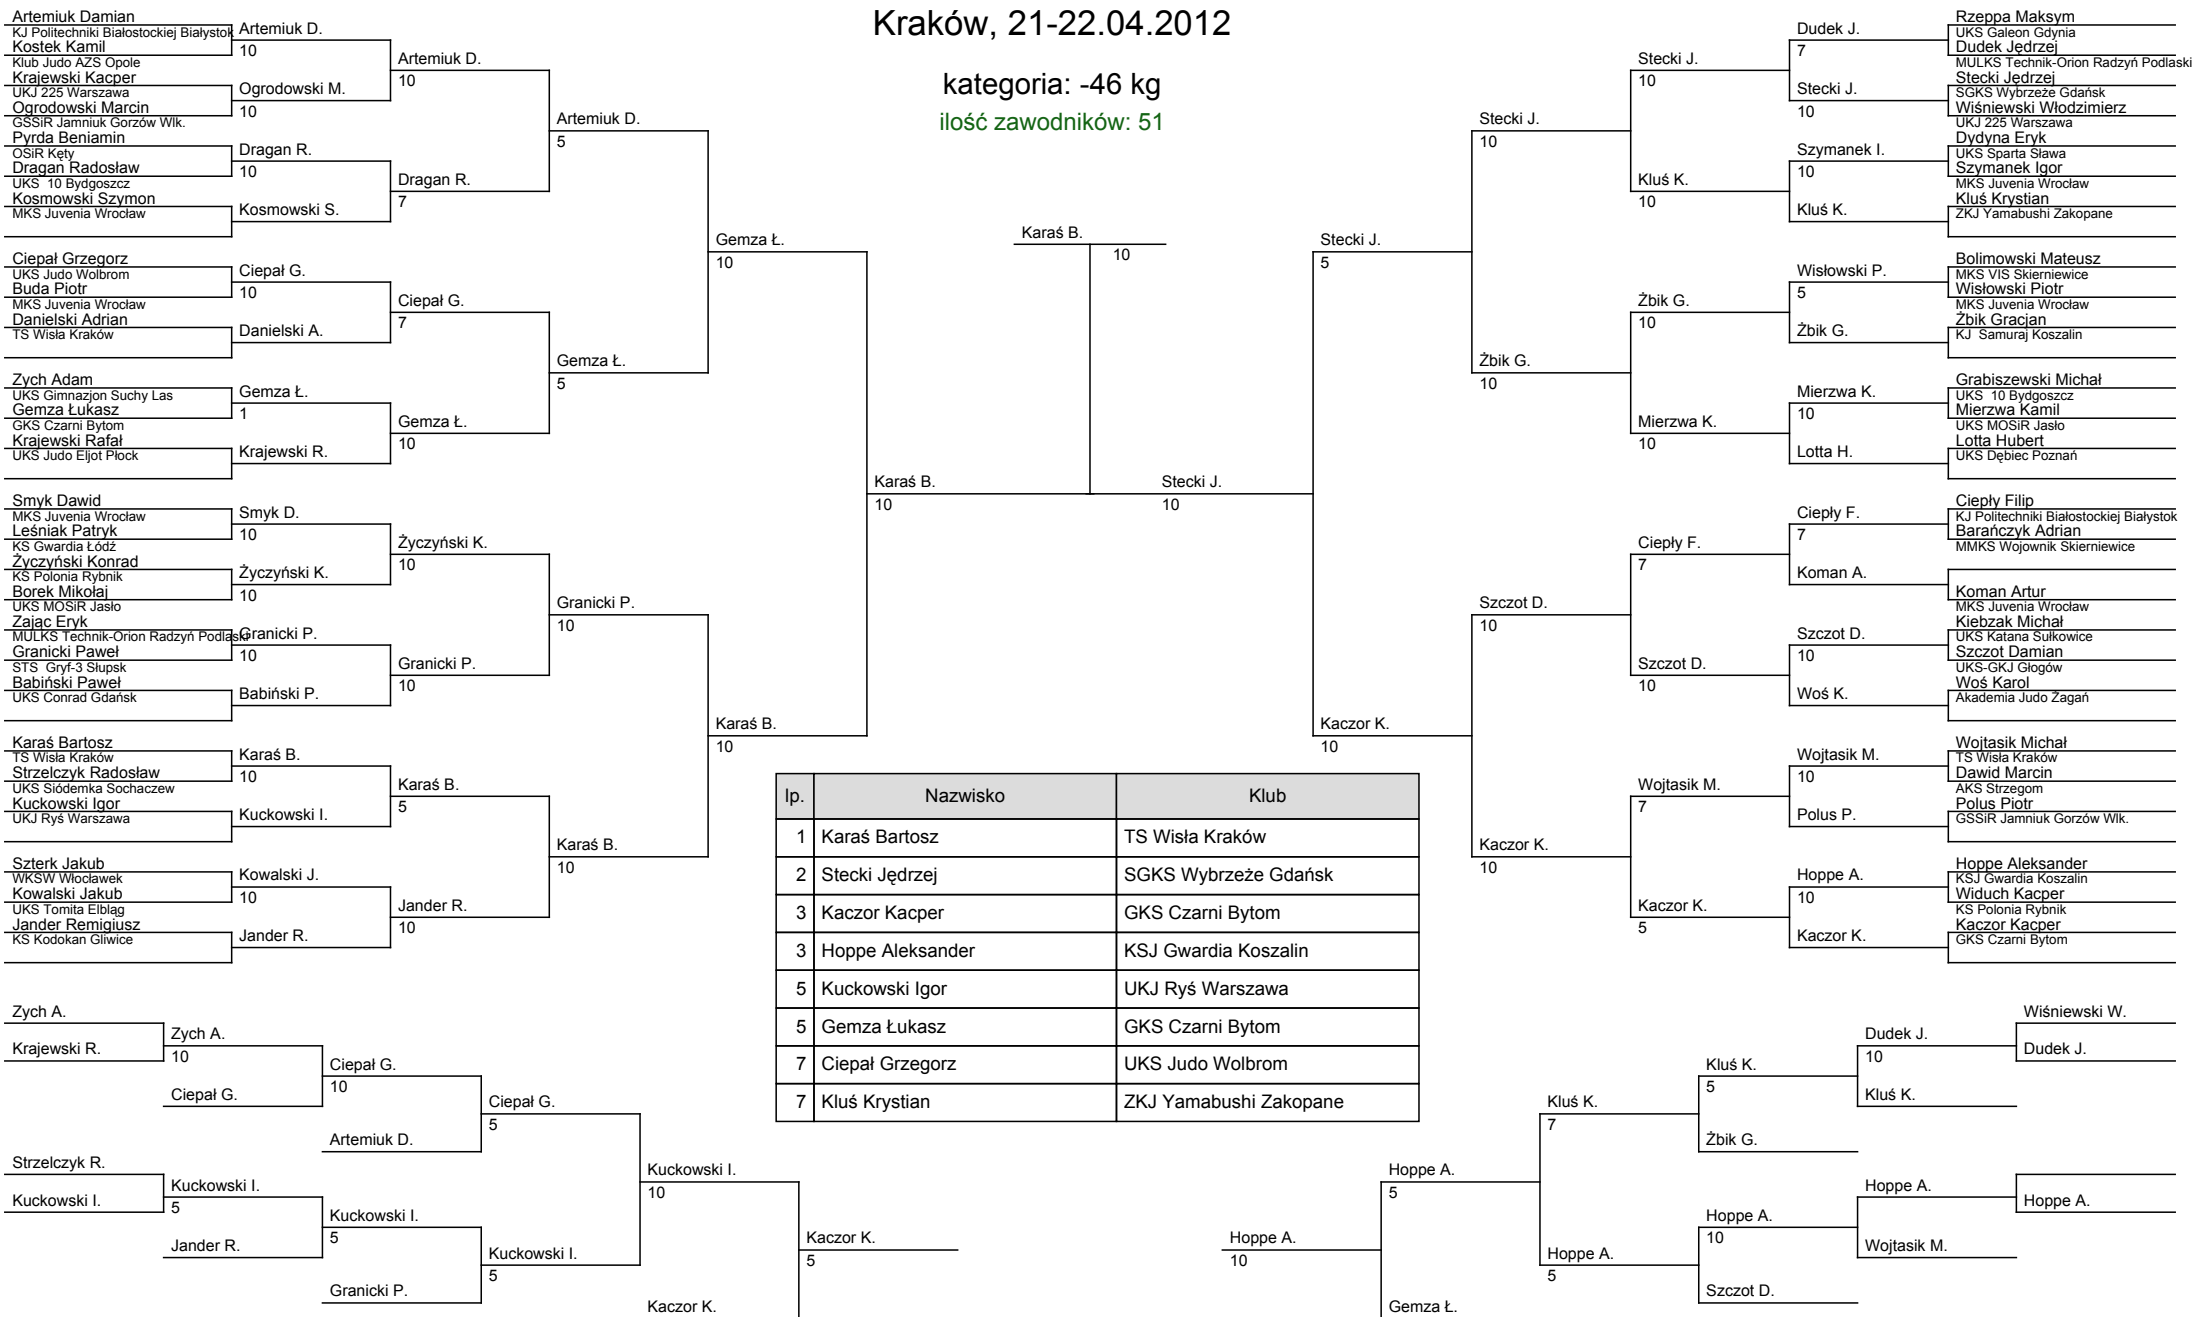 Kraków, 21-22.04.2012
kategoria: -46 kg
ilość zawodników: 51
Artemiuk Damian
KJ Politechniki Białostockiej Białystok
Kostek Kamil
Klub Judo AZS Opole
Krajewski Kacper
UKJ 225 Warszawa
Ogrodowski Marcin
GSSiR Jamniuk Gorzów Wlk.
Pyrda Beniamin
OSiR Kęty
Dragan Radosław
UKS 10 Bydgoszcz
Kosmowski Szymon
MKS Juvenia Wrocław
Ciepał Grzegorz
UKS Judo Wolbrom
Buda Piotr
MKS Juvenia Wrocław
Danielski Adrian
TS Wisła Kraków
Zych Adam
UKS Gimnazjon Suchy Las
Gemza Łukasz
GKS Czarni Bytom
Krajewski Rafał
UKS Judo Eljot Płock
Smyk Dawid
MKS Juvenia Wrocław
Leśniak Patryk
KS Gwardia Łódź
Życzyński Konrad
KS Polonia Rybnik
Borek Mikołaj
UKS MOSiR Jasło
Zając Eryk
MULKS Technik-Orion Radzyń Podlaski
Granicki Paweł
STS Gryf-3 Słupsk
Babiński Paweł
UKS Conrad Gdańsk
Karaś Bartosz
TS Wisła Kraków
Strzelczyk Radosław
UKS Siódemka Sochaczew
Kuckowski Igor
UKJ Ryś Warszawa
Szterk Jakub
WKSW Włocławek
Kowalski Jakub
UKS Tomita Elbląg
Jander Remigiusz
KS Kodokan Gliwice
Artemiuk D.
10
Ogrodowski M.
10
Dragan R.
10
Kosmowski S.
Ciepał G.
10
Danielski A.
Gemza Ł.
1
Krajewski R.
Smyk D.
10
Życzyński K.
10
Granicki P.
10
Babiński P.
Karaś B.
10
Kuckowski I.
Kowalski J.
10
Jander R.
Artemiuk D.
10
Dragan R.
7
Ciepał G.
7
Gemza Ł.
10
Życzyński K.
10
Granicki P.
10
Karaś B.
5
Jander R.
10
Artemiuk D.
5
Gemza Ł.
5
Granicki P.
10
Karaś B.
10
Gemza Ł.
10
Karaś B.
10
Karaś B.
10
Karaś B.
10
Stecki J.
10
Stecki J.
5
Kaczor K.
10
Stecki J.
10
Żbik G.
10
Szczot D.
10
Kaczor K.
10
Stecki J.
10
Kluś K.
10
Żbik G.
10
Mierzwa K.
10
Ciepły F.
7
Szczot D.
10
Wojtasik M.
7
Kaczor K.
5
Dudek J.
7
Stecki J.
10
Szymanek I.
10
Kluś K.
Wisłowski P.
5
Żbik G.
Mierzwa K.
10
Lotta H.
Ciepły F.
7
Koman A.
Szczot D.
10
Woś K.
Wojtasik M.
10
Polus P.
Hoppe A.
10
Kaczor K.
Rzeppa Maksym
UKS Galeon Gdynia
Dudek Jędrzej
MULKS Technik-Orion Radzyń Podlaski
Stecki Jędrzej
SGKS Wybrzeże Gdańsk
Wiśniewski Włodzimierz
UKJ 225 Warszawa
Dydyna Eryk
UKS Sparta Sława
Szymanek Igor
MKS Juvenia Wrocław
Kluś Krystian
ZKJ Yamabushi Zakopane
Bolimowski Mateusz
MKS VIS Skierniewice
Wisłowski Piotr
MKS Juvenia Wrocław
Żbik Gracjan
KJ Samuraj Koszalin
Grabiszewski Michał
UKS 10 Bydgoszcz
Mierzwa Kamil
UKS MOSiR Jasło
Lotta Hubert
UKS Dębiec Poznań
Ciepły Filip
KJ Politechniki Białostockiej Białystok
Barańczyk Adrian
MMKS Wojownik Skierniewice
Koman Artur
MKS Juvenia Wrocław
Kiebzak Michał
UKS Katana Sułkowice
Szczot Damian
UKS-GKJ Głogów
Woś Karol
Akademia Judo Żagań
Wojtasik Michał
TS Wisła Kraków
Dawid Marcin
AKS Strzegom
Polus Piotr
GSSiR Jamniuk Gorzów Wlk.
Hoppe Aleksander
KSJ Gwardia Koszalin
Widuch Kacper
KS Polonia Rybnik
Kaczor Kacper
GKS Czarni Bytom
lp. Nazwisko Klub
1 Karaś Bartosz TS Wisła Kraków
2 Stecki Jędrzej SGKS Wybrzeże Gdańsk
3 Kaczor Kacper GKS Czarni Bytom
3 Hoppe Aleksander KSJ Gwardia Koszalin
5 Kuckowski Igor UKJ Ryś Warszawa
5 Gemza Łukasz GKS Czarni Bytom
7 Ciepał Grzegorz UKS Judo Wolbrom
7 Kluś Krystian ZKJ Yamabushi Zakopane
Zych A.
Krajewski R.
Strzelczyk R.
Kuckowski I.
Zych A.
10
Ciepał G.
Kuckowski I.
5
Jander R.
Ciepał G.
10
Artemiuk D.
Kuckowski I.
5
Granicki P.
Ciepał G.
5
Kuckowski I.
5
Kuckowski I.
10
Kaczor K.
Kaczor K.
5
Hoppe A.
10
Hoppe A.
5
Gemza Ł.
Kluś K.
7
Hoppe A.
5
Kluś K.
5
Żbik G.
Hoppe A.
10
Szczot D.
Dudek J.
10
Kluś K.
Hoppe A.
Wojtasik M.
Wiśniewski W.
Dudek J.
Hoppe A.